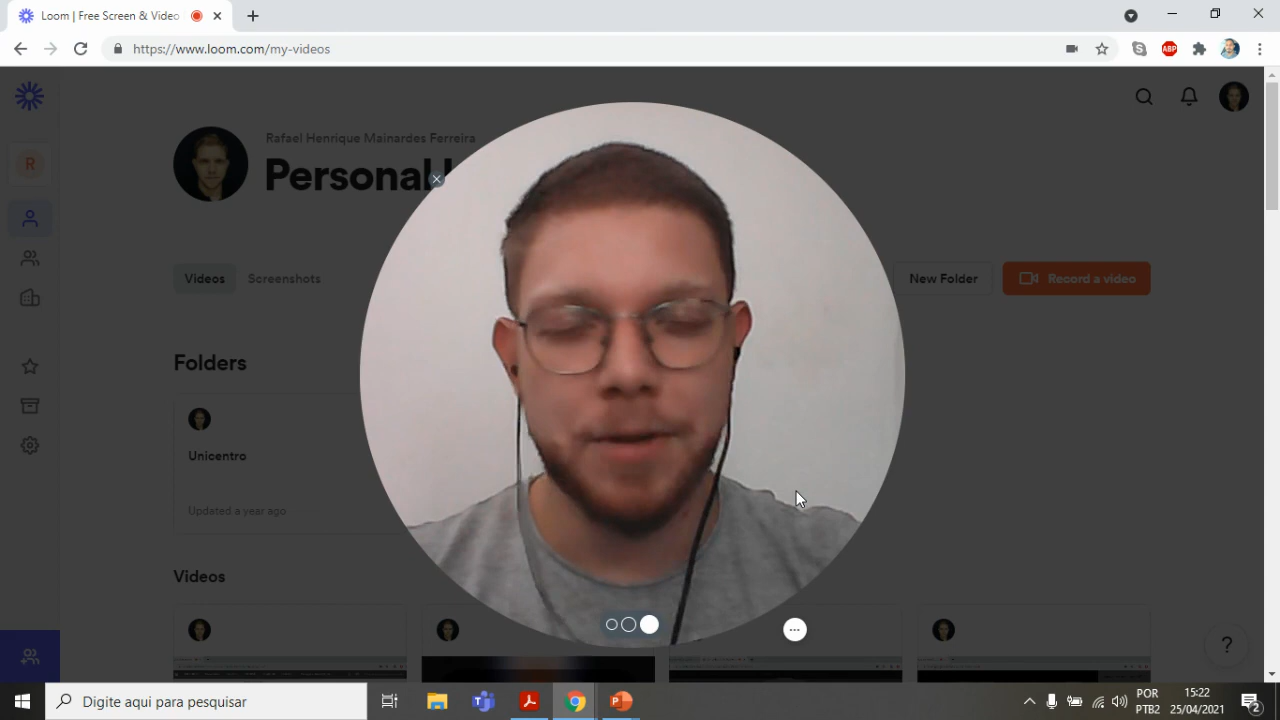 Loom | Free Screen & Video
https://www.loom.com/my-videos
ABP
Rafael Henrique Mainardes Ferreira
Personal
R
Videos
Screenshots
New Folder
Record a video
Folders
Unicentro
Updated a year ago
Videos
?
Digite aqui para pesquisar
POR
PTB2
15:22
25/04/2021
2